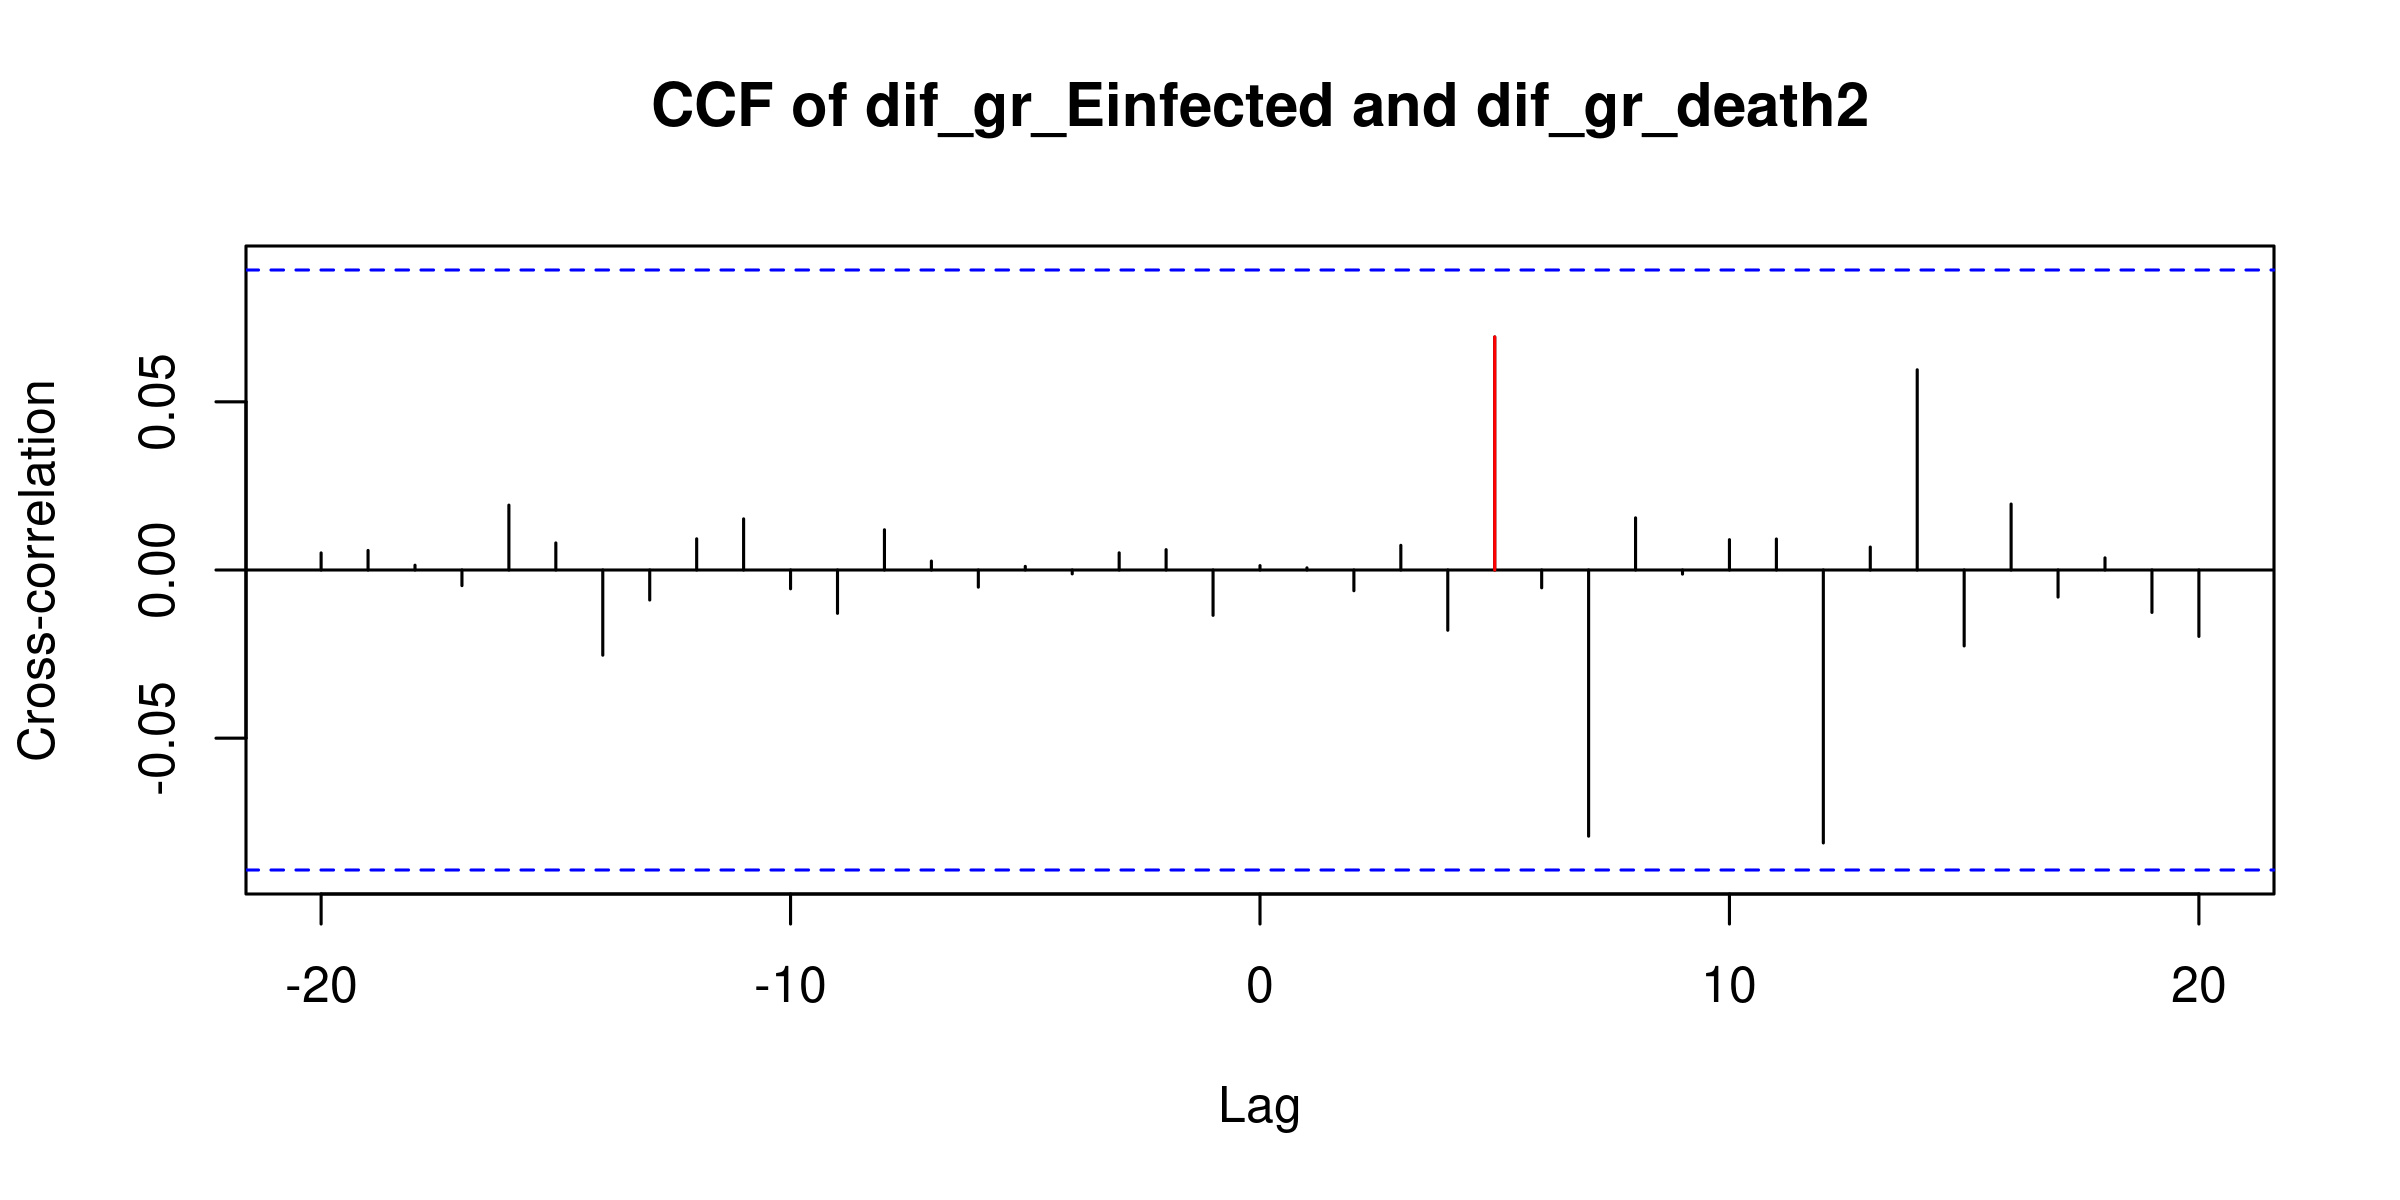 CCF of dif_gr_Einfected and dif_gr_death2
Cross-correlation
0.05
0.00
-0.05
-20 -10 0 10 20
Lag